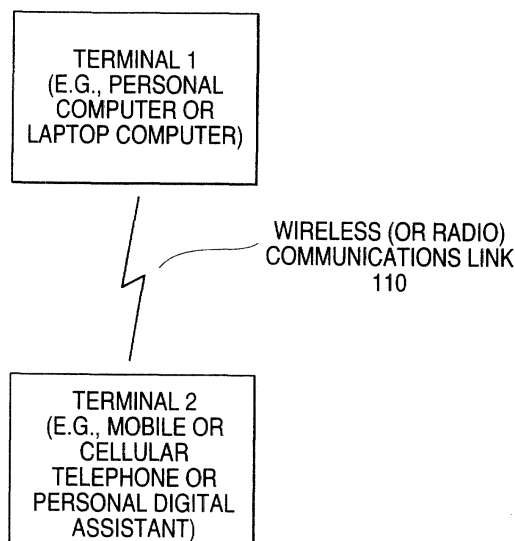 TERMINAL 1
(E.G., PERSONAL
COMPUTER OR
LAPTOP COMPUTER)
WIRELESS (OR RADIO)
COMMUNICATIONS LINK
110
TERMINAL 2
(E.G., MOBILE OR
CELLULAR
TELEPHONE OR
PERSONAL DIGITAL
ASSISTANT)